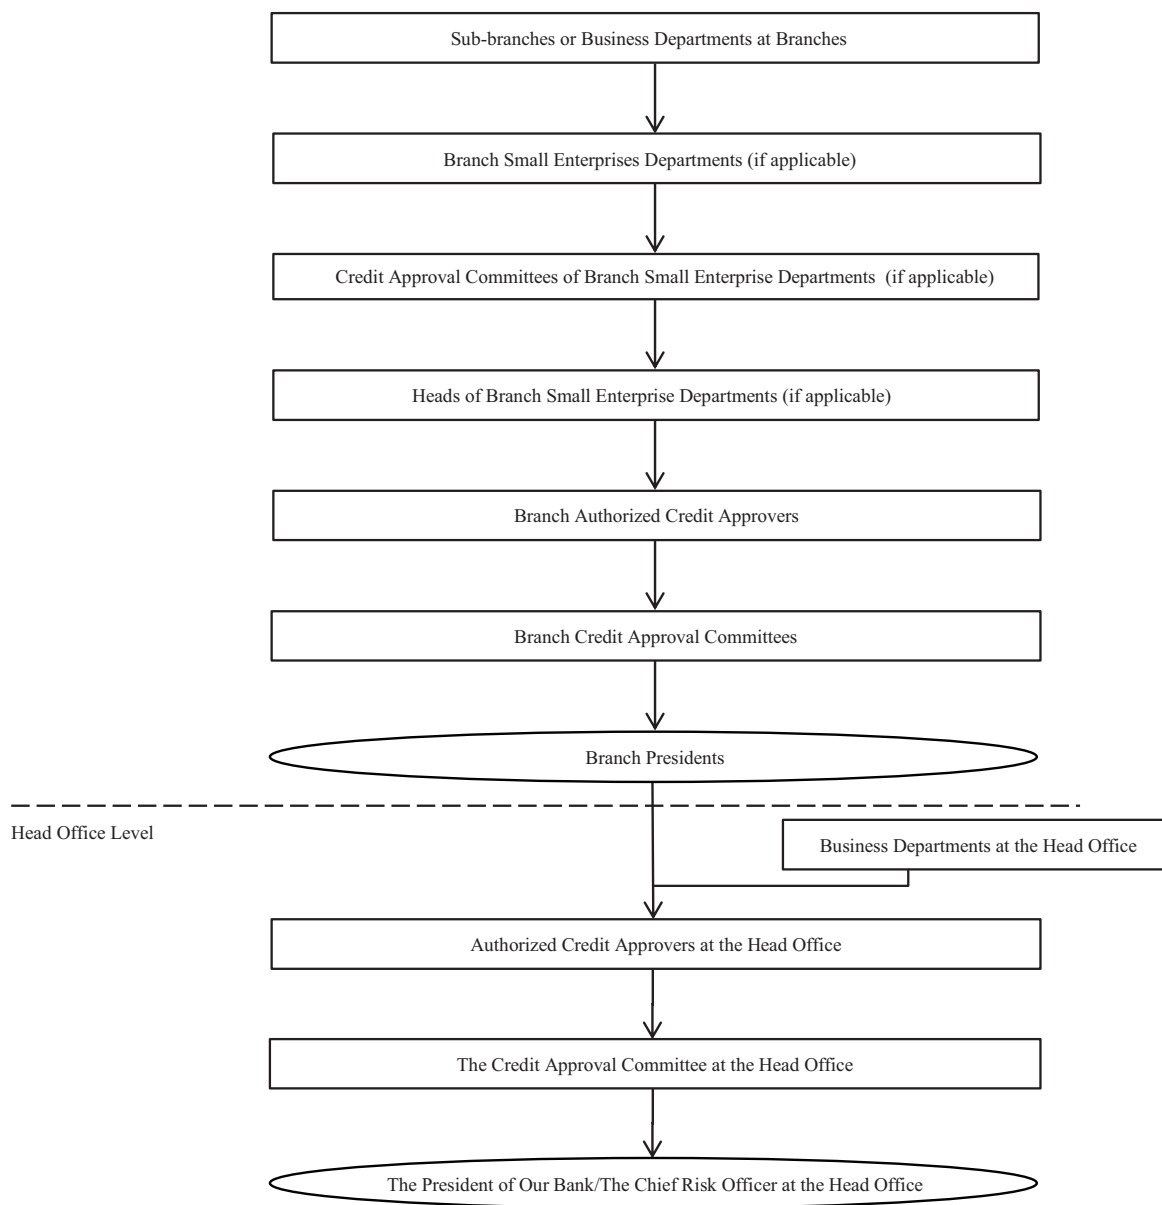 Sub-branches or Business Departments at Branches
Branch Small Enterprises Departments (if applicable)
Credit Approval Committees of Branch Small Enterprise Departments (if applicable)
Heads of Branch Small Enterprise Departments (if applicable)
Branch Authorized Credit Approvers
Branch Credit Approval Committees
Branch Presidents
Head Office Level
Business Departments at the Head Office
Authorized Credit Approvers at the Head Office
The Credit Approval Committee at the Head Office
The President of Our Bank/The Chief Risk Officer at the Head Office